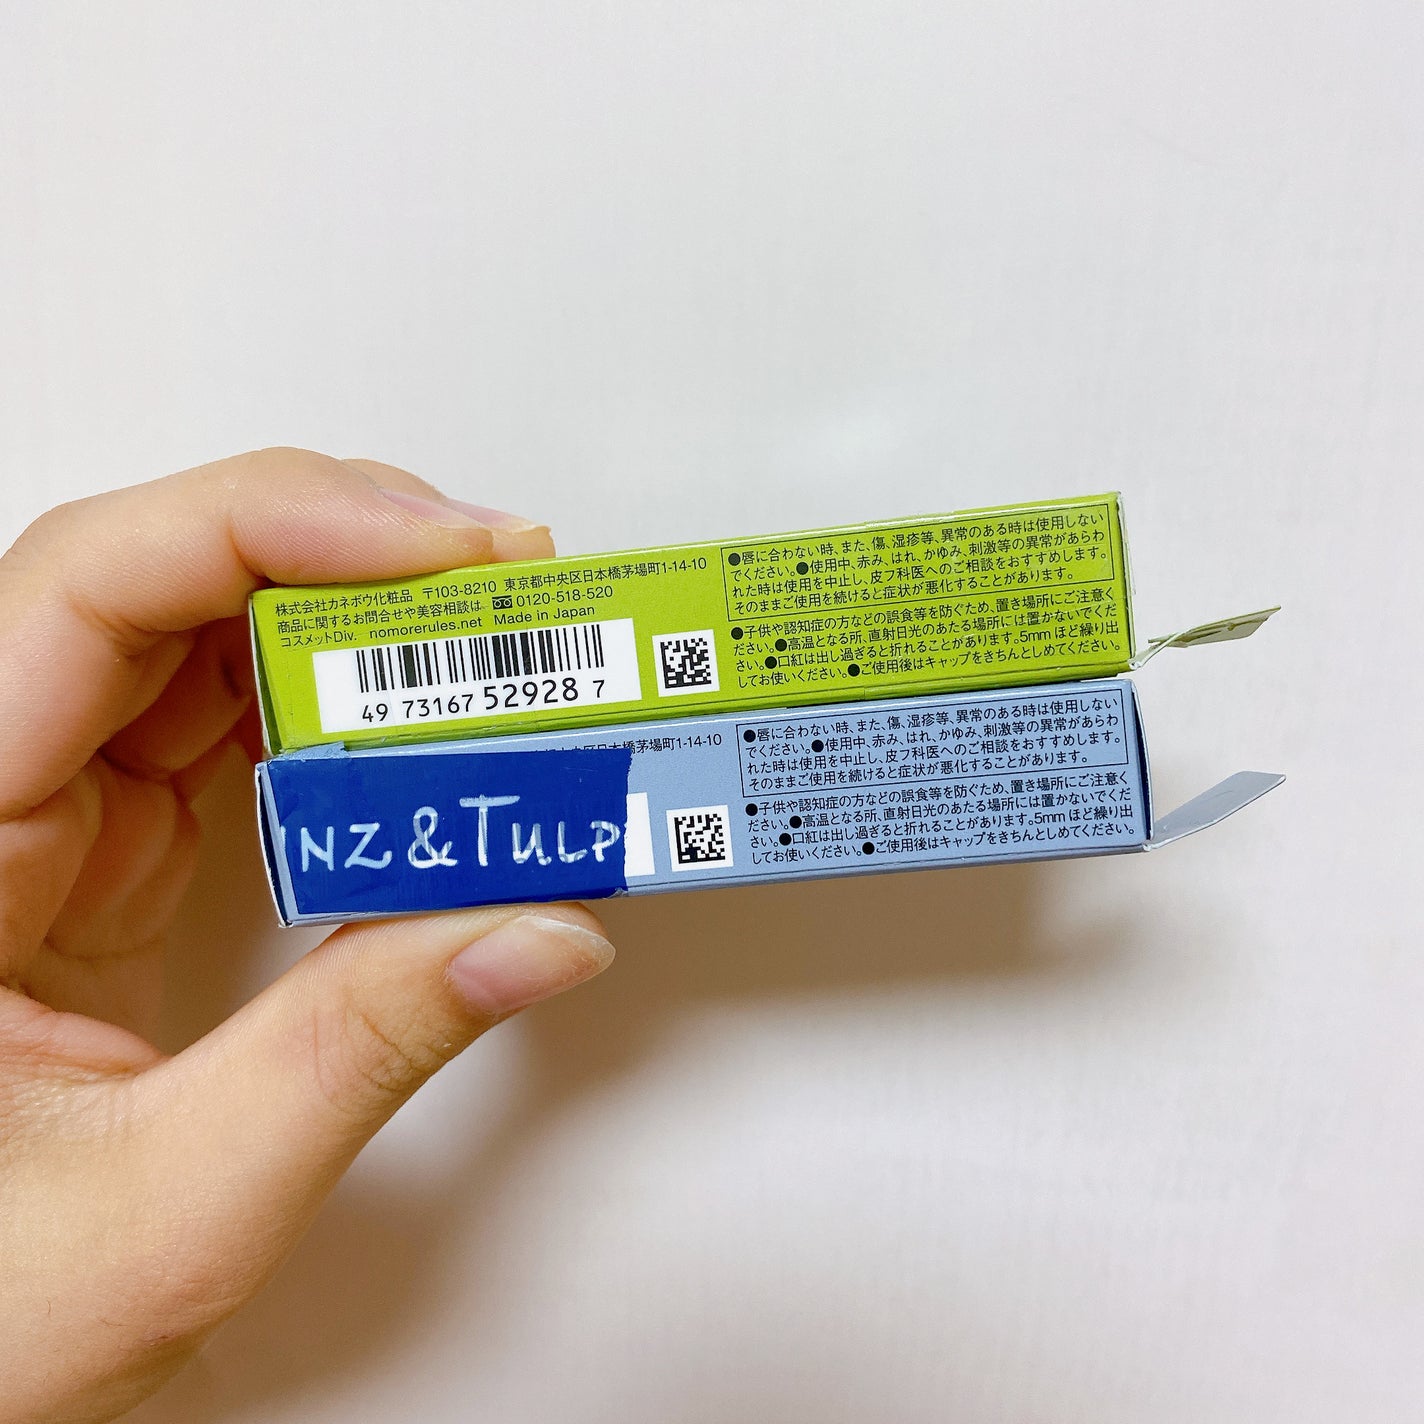 株式会社カネボウ化粧品 〒103-8210 東京都中央区日本橋茅場町1-14-10
商品に関するお問合せや美容相談は 0120-518-520
コスメットDiv. nomorerules.net Made in Japan
49 73167 52928 7
●唇に合わない時、また、傷、湿疹等、異常のある時は使用しない
でください。●使用中、赤み、はれ、かゆみ、刺激等の異常があらわ
れた時は使用を中止し、皮フ科医へのご相談をおすすめします。
そのままご使用を続けると症状が悪化することがあります。
●子供や認知症の方などの誤食等を防ぐため、置き場所にご注意く
ださい。●高温となる所、直射日光のあたる場所には置かないでくだ
さい。●口紅は出し過ぎると折れることがあります。5mm ほど繰り出
してお使いください。●ご使用後はキャップをきちんとしめてください。
区日本橋茅場町1-14-10
NZ & TULP
●唇に合わない時、また、傷、湿疹等、異常のある時は使用しない
でください。●使用中、赤み、はれ、かゆみ、刺激等の異常があらわ
れた時は使用を中止し、皮フ科医へのご相談をおすすめします。
そのままご使用を続けると症状が悪化することがあります。
●子供や認知症の方などの誤食等を防ぐため、置き場所にご注意く
ださい。●高温となる所、直射日光のあたる場所には置かないでくだ
さい。●口紅は出し過ぎると折れることがあります。5mm ほど繰り出
してお使いください。●ご使用後はキャップをきちんとしめてください。